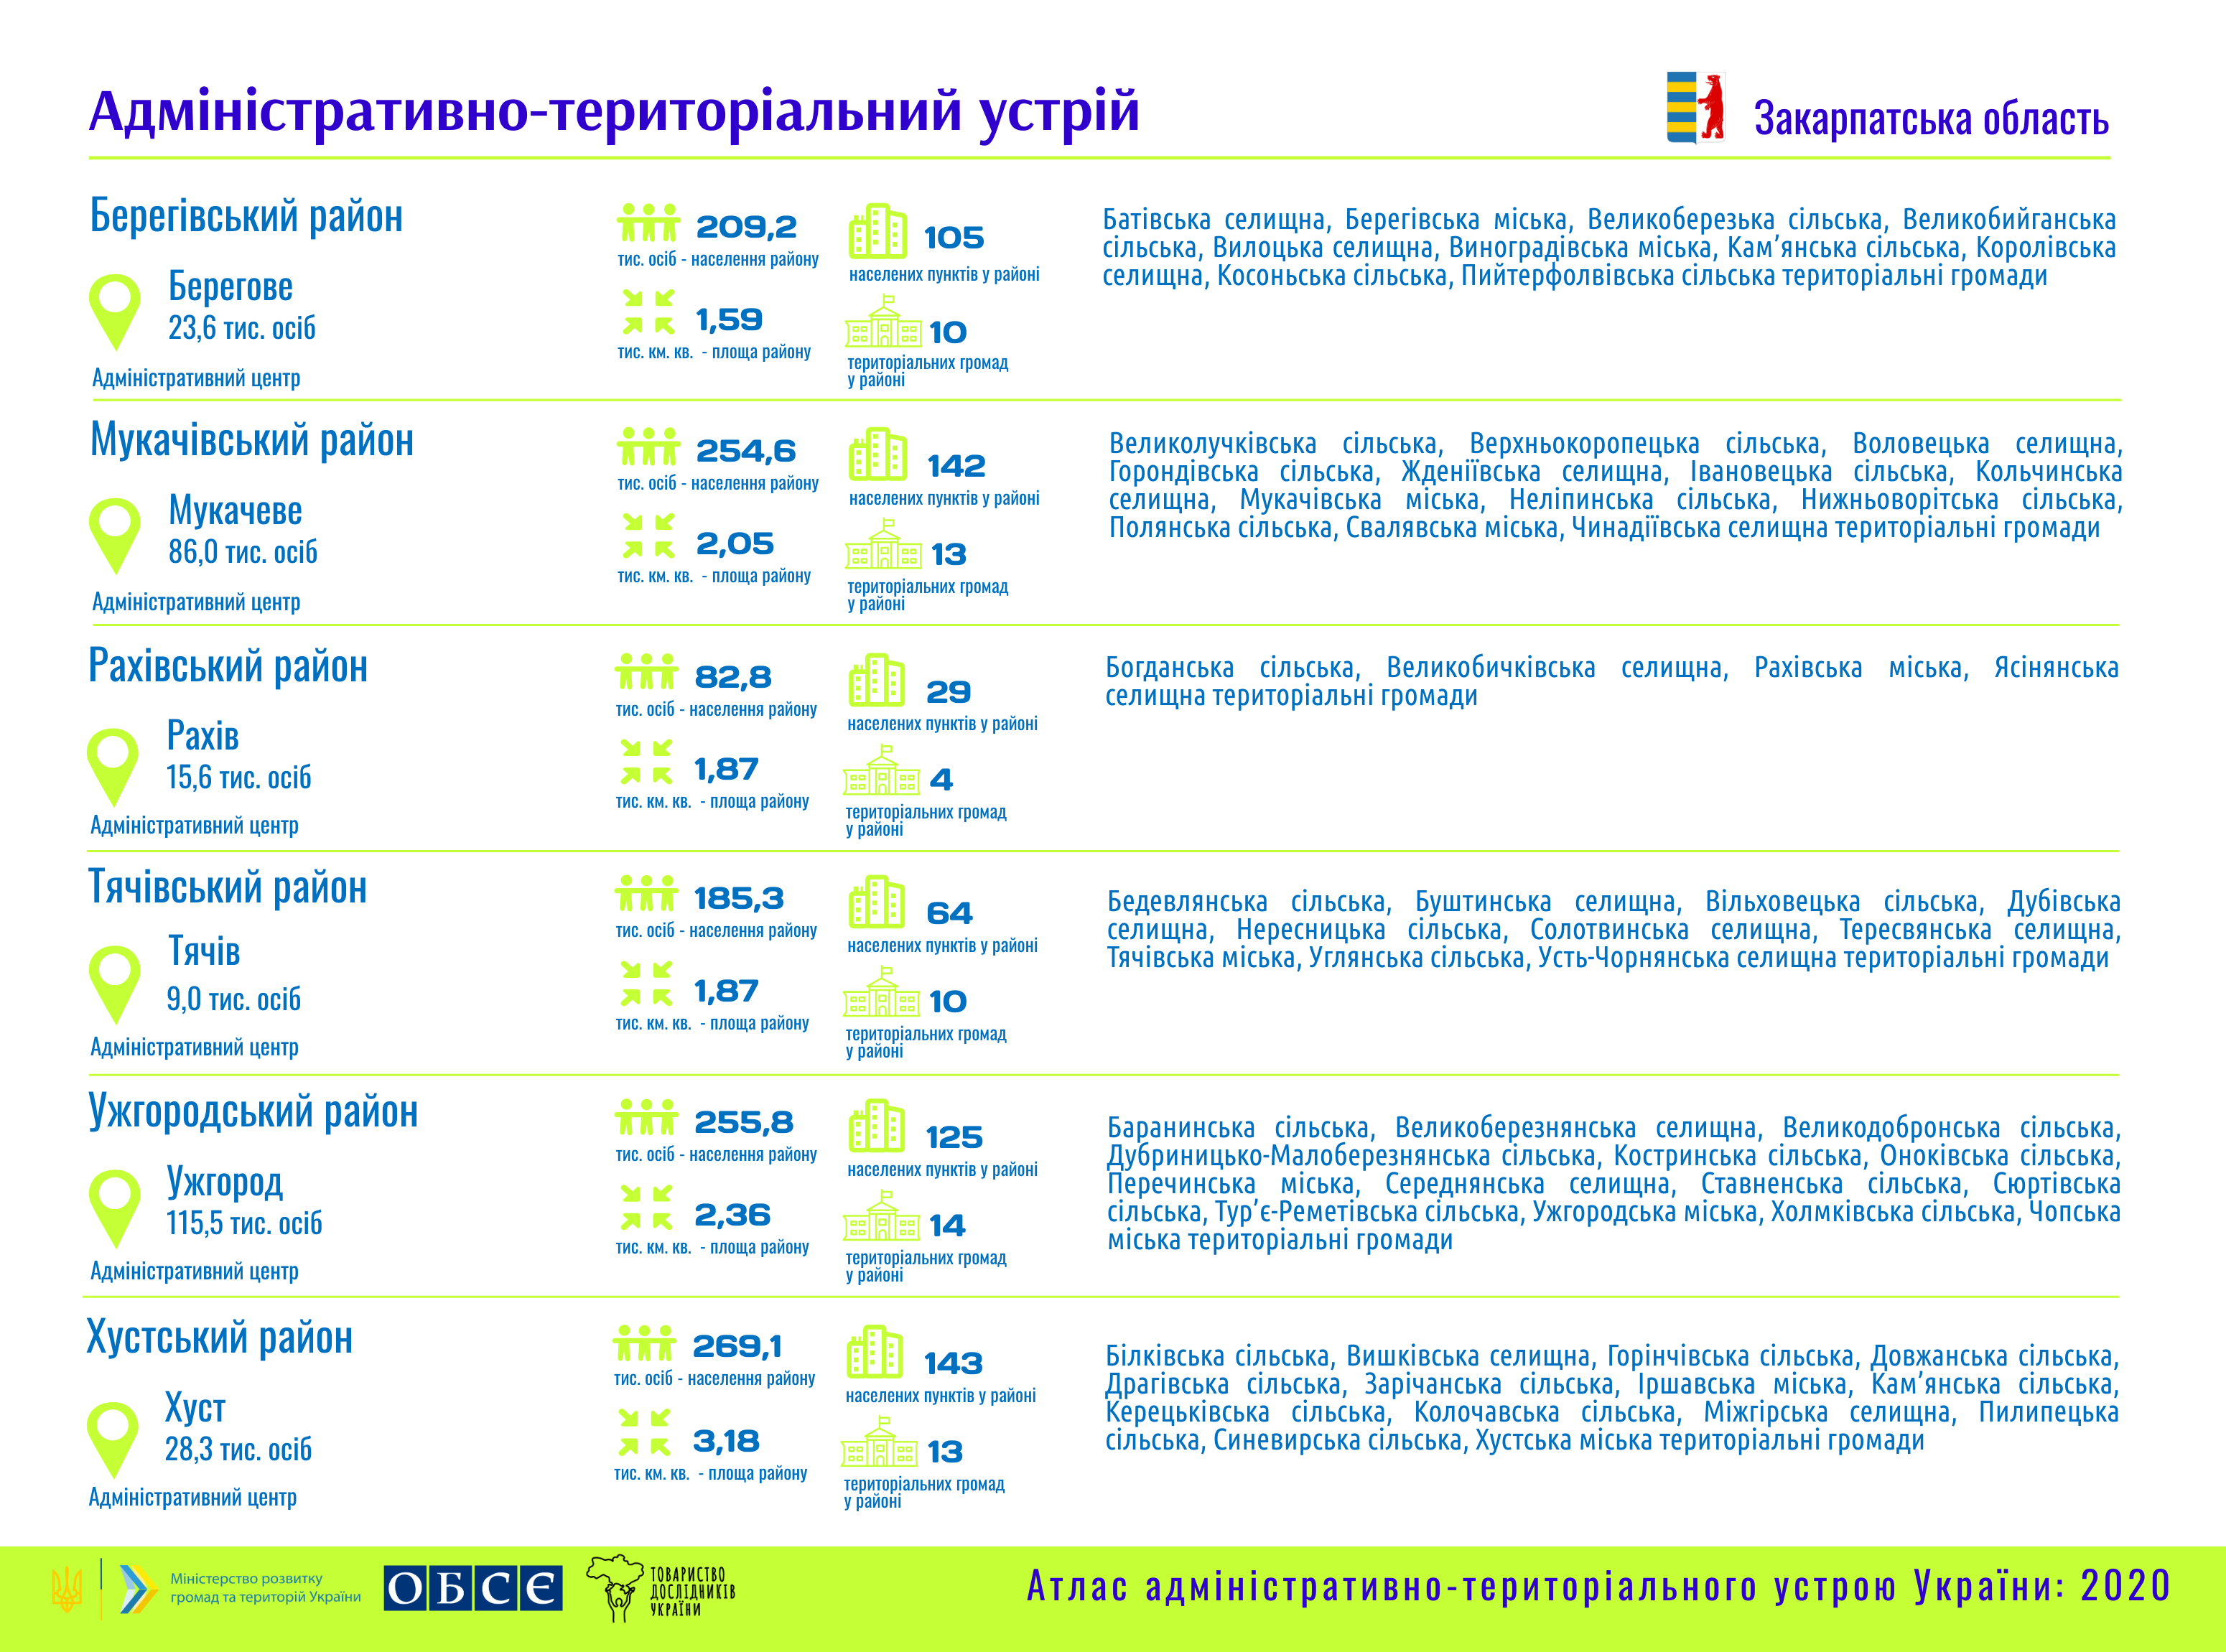 Адміністративно-територіальний устрій
Закарпатська область
Берегівський район
Берегове
23,6 тис. осіб
Адміністративний центр
209,2
тис. осіб - населення району
1,59
тис. км. кв. - площа району
105
населених пунктів у районі
10
територіальних громад
у районі
Батівська селищна, Берегівська міська, Великоберезька сільська, Великобийганська
сільська, Вилоцька селищна, Виноградівська міська, Кам’янська сільська, Королівська
селищна, Косоньська сільська, Пийтерфолвівська сільська територіальні громади
Мукачівський район
Мукачеве
86,0 тис. осіб
Адміністративний центр
254,6
тис. осіб - населення району
2,05
тис. км. кв. - площа району
142
населених пунктів у районі
13
територіальних громад
у районі
Великолучківська сільська, Верхньокоропецька сільська, Воловецька селищна,
Горондівська сільська, Жденіївська селищна, Івановецька сільська, Кольчинська
селищна, Мукачівська міська, Неліпинська сільська, Нижньоворітська сільська,
Полянська сільська, Свалявська міська, Чинадіївська селищна територіальні громади
Рахівський район
Рахів
15,6 тис. осіб
Адміністративний центр
82,8
тис. осіб - населення району
1,87
тис. км. кв. - площа району
29
населених пунктів у районі
4
територіальних громад
у районі
Богданська сільська, Великобичківська селищна, Рахівська міська, Ясінянська
селищна територіальні громади
Тячівський район
Тячів
9,0 тис. осіб
Адміністративний центр
185,3
тис. осіб - населення району
1,87
тис. км. кв. - площа району
64
населених пунктів у районі
10
територіальних громад
у районі
Бедевлянська сільська, Буштинська селищна, Вільховецька сільська, Дубівська
селищна, Нересницька сільська, Солотвинська селищна, Тересвянська селищна,
Тячівська міська, Углянська сільська, Усть-Чорнянська селищна територіальні громади
Ужгородський район
Ужгород
115,5 тис. осіб
Адміністративний центр
255,8
тис. осіб - населення району
2,36
тис. км. кв. - площа району
125
населених пунктів у районі
14
територіальних громад
у районі
Баранинська сільська, Великоберезнянська селищна, Великодобронська сільська,
Дубриницько-Малоберезнянська сільська, Костринська сільська, Оноківська сільська,
Перечинська міська, Середнянська селищна, Ставненська сільська, Сюртівська
сільська, Тур’є-Реметівська сільська, Ужгородська міська, Холмківська сільська, Чопська
міська територіальні громади
Хустський район
Хуст
28,3 тис. осіб
Адміністративний центр
269,1
тис. осіб - населення району
3,18
тис. км. кв. - площа району
143
населених пунктів у районі
13
територіальних громад
у районі
Білківська сільська, Вишківська селищна, Горінчівська сільська, Довжанська сільська,
Драгівська сільська, Зарічанська сільська, Іршавська міська, Кам’янська сільська,
Керецьківська сільська, Колочавська сільська, Міжгірська селищна, Пилипецька
сільська, Синевирська сільська, Хустська міська територіальні громади
Міністерство розвитку
громад та територій України
ОБСЄ
ТОВАРИСТВО
ДОСЛІДНИКІВ
УКРАЇНИ
Атлас адміністративно-територіального устрою України: 2020